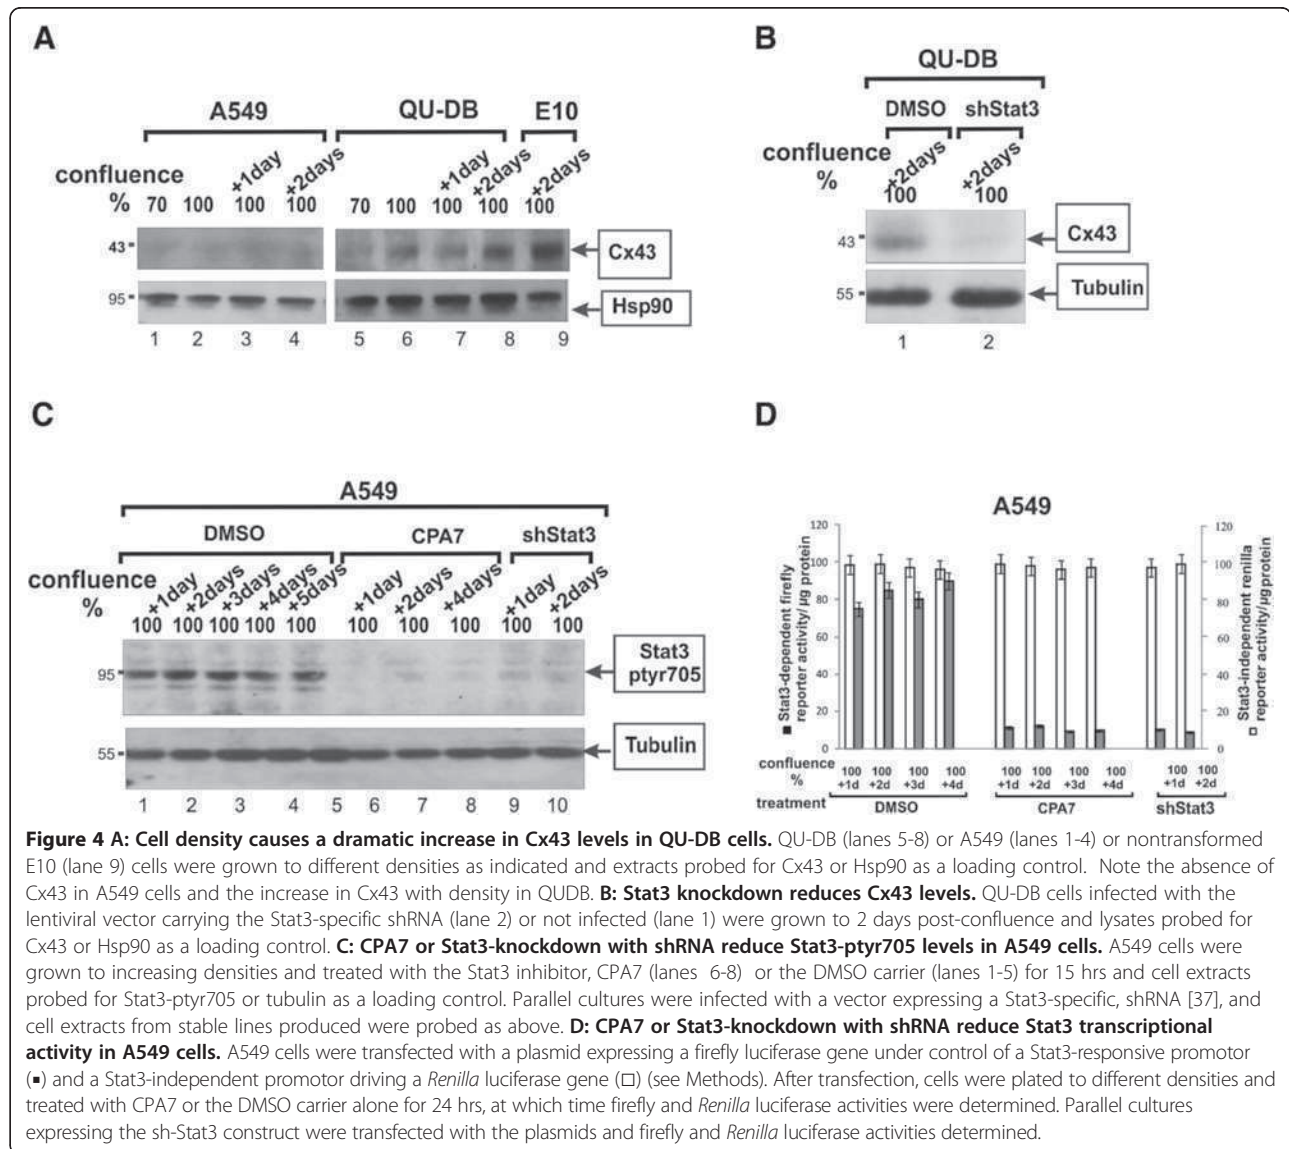 A
A549
QU-DB
E10
confluence
+1day
+2days
+1day
+2days
+2days
%
70 100 100 100 70 100 100 100 100
43
Cx43
95
Hsp90
1 2 3 4 5 6 7 8 9
B
QU-DB
DMSO shStat3
confluence
+2days
+2days
%
100 100
43
Cx43
55
Tubulin
1 2
C
A549
DMSO CPA7 shStat3
confluence
+1day
+2days
+3days
+4days
+5days
+1day
+2days
+4days
+1day
+2days
%
100 100 100 100 100 100 100 100 100 100
95
Stat3
ptyr705
55
Tubulin
1 2 3 4 5 6 7 8 9 10
D
A549
■ Stat3-dependent firefly
reporter activity/ µg protein
120
100
80
60
40
20
0
□ Stat3-independent renilla
reporter activity/µgprotein
120
100
80
60
40
20
0
confluence
%
100 100 100 100 100 100 100 100 100 100
+1d +2d +3d +4d +1d +2d +3d +4d +1d +2d
treatment
DMSO CPA7 shStat3
Figure 4 A: Cell density causes a dramatic increase in Cx43 levels in QU-DB cells. QU-DB (lanes 5-8) or A549 (lanes 1-4) or nontransformed
E10 (lane 9) cells were grown to different densities as indicated and extracts probed for Cx43 or Hsp90 as a loading control. Note the absence of
Cx43 in A549 cells and the increase in Cx43 with density in QUDB. B: Stat3 knockdown reduces Cx43 levels. QU-DB cells infected with the
lentiviral vector carrying the Stat3-specific shRNA (lane 2) or not infected (lane 1) were grown to 2 days post-confluence and lysates probed for
Cx43 or Hsp90 as a loading control. C: CPA7 or Stat3-knockdown with shRNA reduce Stat3-ptyr705 levels in A549 cells. A549 cells were
grown to increasing densities and treated with the Stat3 inhibitor, CPA7 (lanes 6-8) or the DMSO carrier (lanes 1-5) for 15 hrs and cell extracts
probed for Stat3-ptyr705 or tubulin as a loading control. Parallel cultures were infected with a vector expressing a Stat3-specific, shRNA [37], and
cell extracts from stable lines produced were probed as above. D: CPA7 or Stat3-knockdown with shRNA reduce Stat3 transcriptional
activity in A549 cells. A549 cells were transfected with a plasmid expressing a firefly luciferase gene under control of a Stat3-responsive promotor
(▪) and a Stat3-independent promotor driving a Renilla luciferase gene (□) (see Methods). After transfection, cells were plated to different densities and
treated with CPA7 or the DMSO carrier alone for 24 hrs, at which time firefly and Renilla luciferase activities were determined. Parallel cultures
expressing the sh-Stat3 construct were transfected with the plasmids and firefly and Renilla luciferase activities determined.